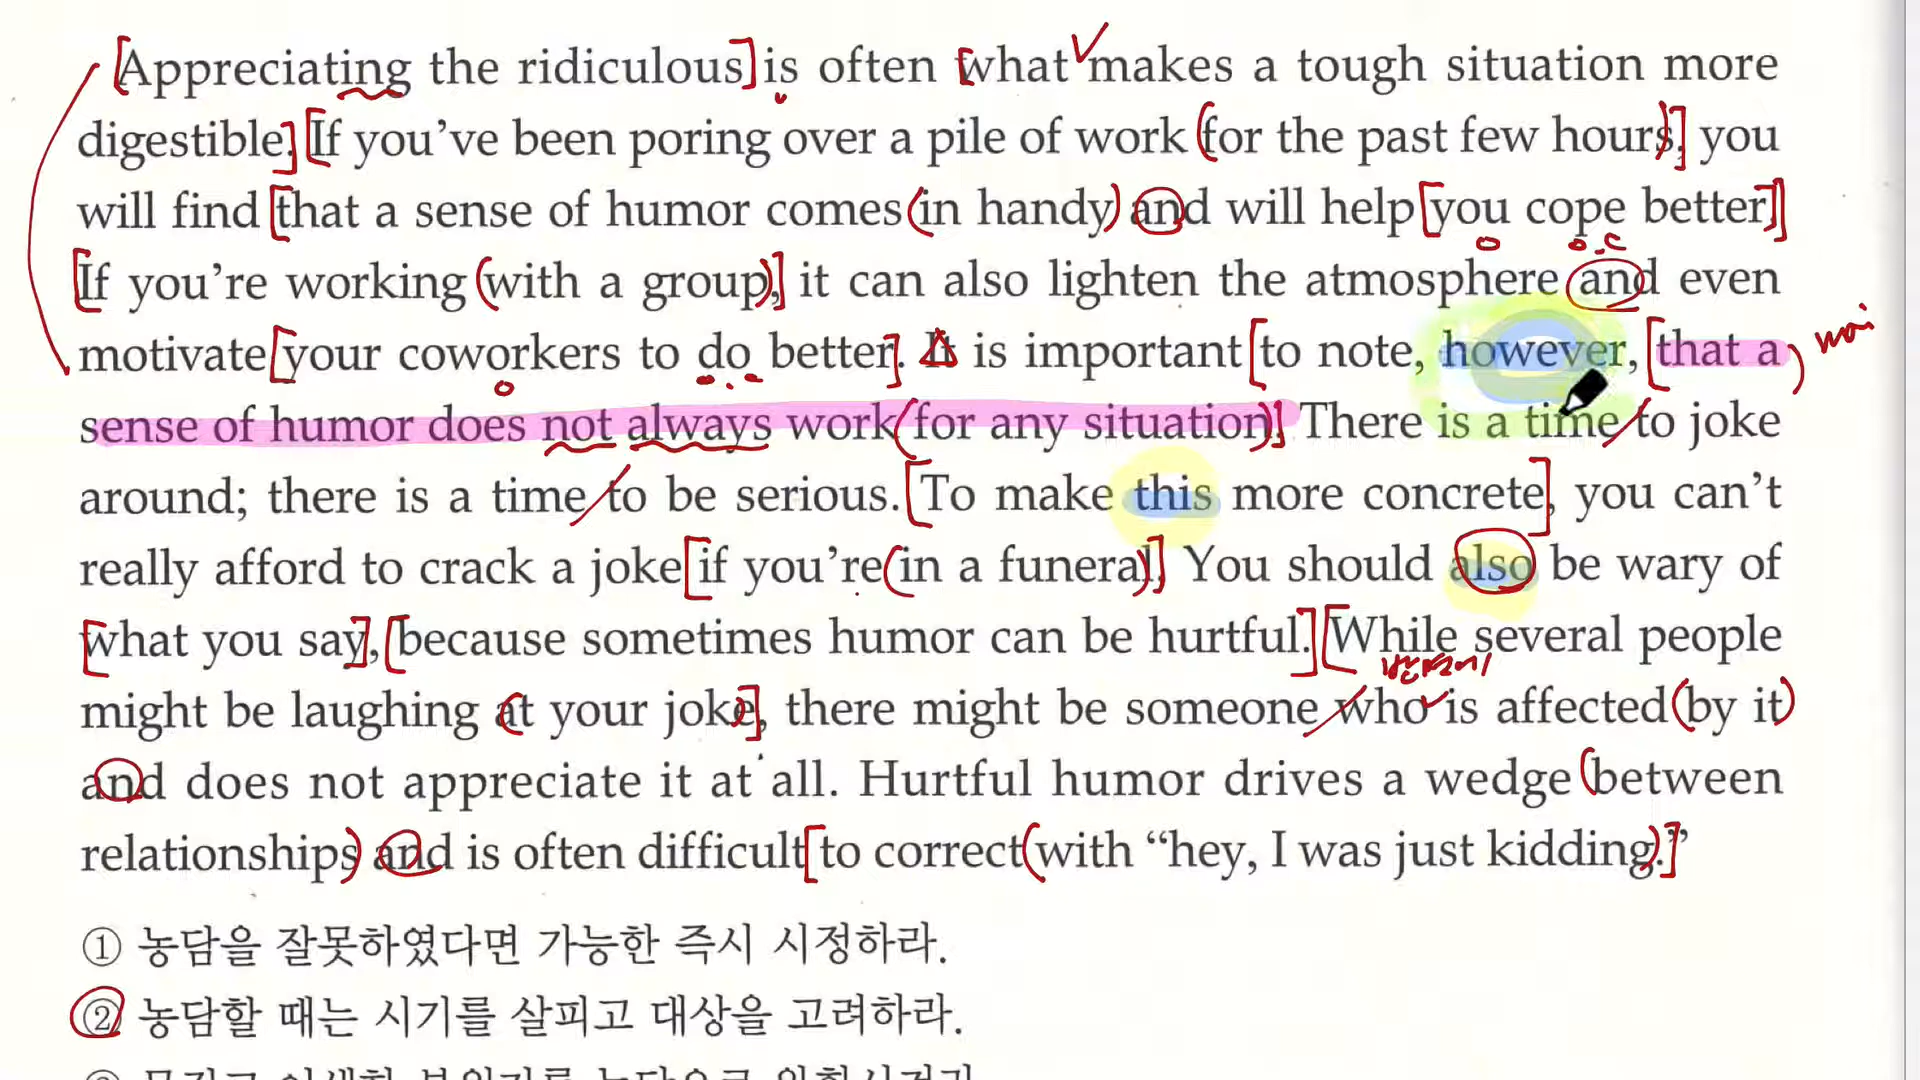 Appreciating the ridiculous is often what makes a tough situation more
digestible. If you've been poring over a pile of work for the past few hours, you
will find that a sense of humor comes in handy and will help you cope better.
If you're working with a group, it can also lighten the atmosphere and even
motivate your coworkers to do better. It is important to note, however, that a
sense of humor does not always work for any situation. There is a time to joke
around; there is a time to be serious. To make this more concrete, you can't
really afford to crack a joke if you're in a funeral. You should also be wary of
what you say, because sometimes humor can be hurtful. While several people
might be laughing at your joke, there might be someone who is affected by it
and does not appreciate it at all. Hurtful humor drives a wedge between
relationships and is often difficult to correct with “hey, I was just kidding.”
① 농담을 잘못하였다면 가능한 즉시 시정하라.
② 농담할 때는 시기를 살피고 대상을 고려하라.